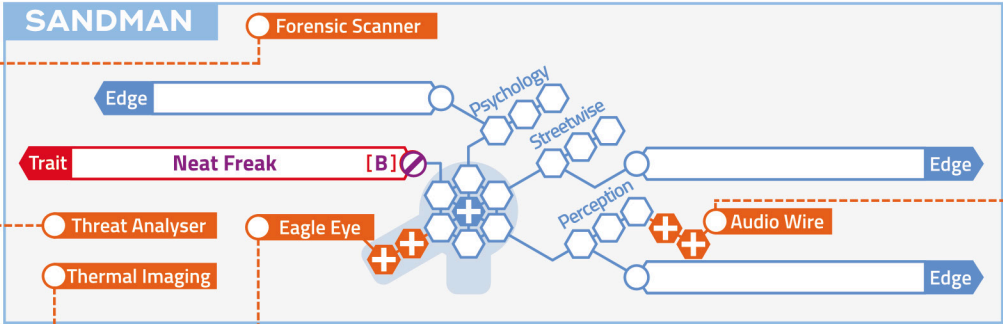 SANDMAN
Forensic Scanner
Edge
Psychology
Streetwise
Trait
Neat Freak
[B]
Edge
Perception
Threat Analyser
Eagle Eye
Audio Wire
Thermal Imaging
Edge